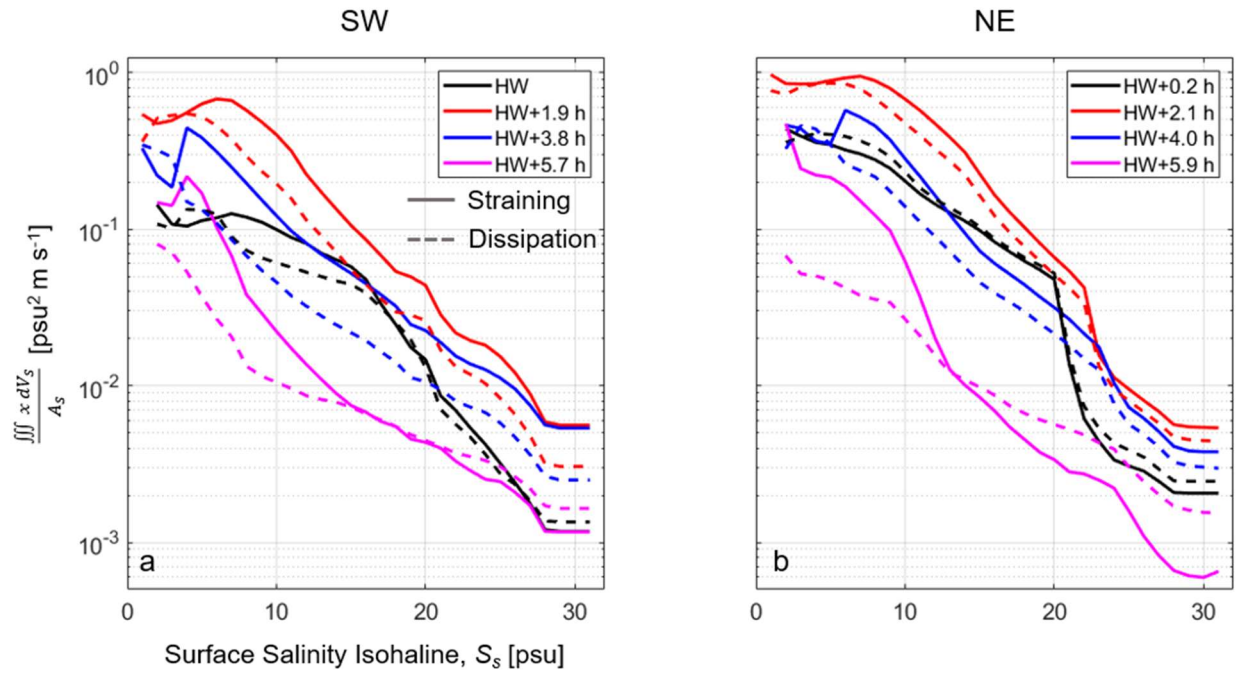 SW
NE
HW
HW+1.9 h
HW+3.8 h
HW+5.7 h
Straining
Dissipation
HW+0.2 h
HW+2.1 h
HW+4.0 h
HW+5.9 h
10⁰
10⁻¹
10⁻²
10⁻³
∭ x dVₛ / Aₛ [psu² m s⁻¹]
a
b
0 10 20 30
0 10 20 30
Surface Salinity Isohaline, Sₛ [psu]